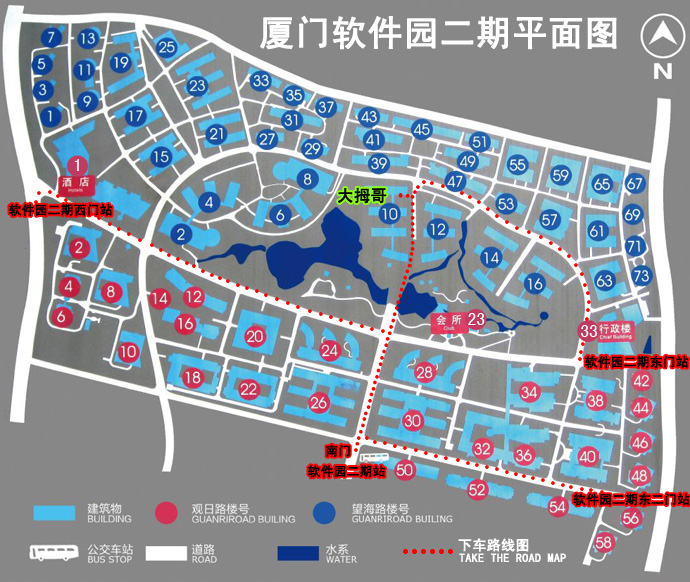 厦门软件园二期平面图
N
7
13
25
5
11
19
3
9
23
33
35
37
1
17
31
21
27
29
15
43
45
41
51
39
49
55
59
65
67
47
53
57
61
69
71
63
73
1
酒店
Hotels
软件园二期西门站
4
8
6
2
大拇哥
10
12
14
16
2
4
8
6
10
14
12
16
20
24
18
22
26
会所
Club
23
33
行政楼
Chief Building
软件园二期东门站
28
34
38
42
44
30
32
36
40
46
48
南门
软件园二期站
50
52
54
软件园二期东二门站
56
58
建筑物
BUILDING
观日路楼号
GUANRIROAD BUILING
望海路楼号
GUANRIROAD BUILING
公交车站
BUS STOP
道路
ROAD
水系
WATER
下车路线图
TAKE THE ROAD MAP